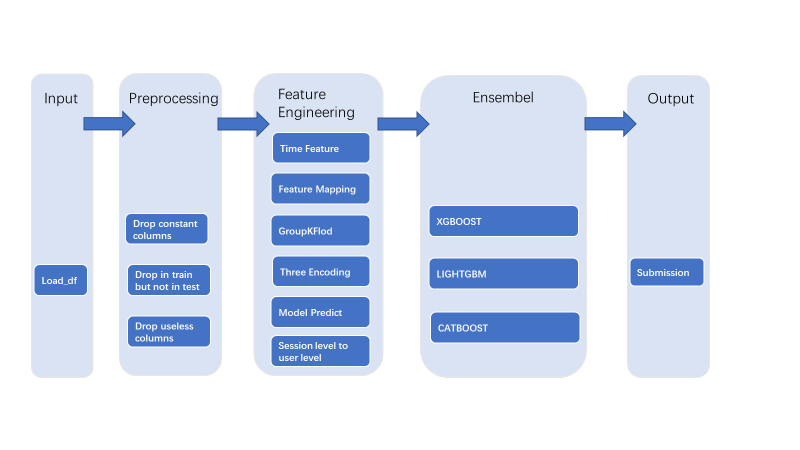 Input
Load_df
Preprocessing
Drop constant
columns
Drop in train
but not in test
Drop useless
columns
Feature
Engineering
Time Feature
Feature Mapping
GroupKFlod
Three Encoding
Model Predict
Session level to
user level
Ensembel
XGBOOST
LIGHTGBM
CATBOOST
Output
Submission